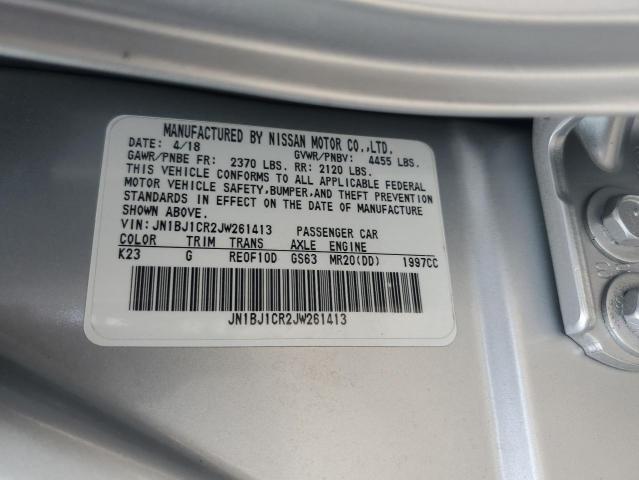 MANUFACTURED BY NISSAN MOTOR CO.,LTD.
DATE: 4/18 GVWR/PNBV: 4455 LBS.
GAWR/PNBE FR: 2370 LBS. RR: 2120 LBS.
THIS VEHICLE CONFORMS TO ALL APPLICABLE FEDERAL
MOTOR VEHICLE SAFETY,BUMPER,AND THEFT PREVENTION
STANDARDS IN EFFECT ON THE DATE OF MANUFACTURE
SHOWN ABOVE.
VIN: JN1BJ1CR2JW261413 PASSENGER CAR
COLOR TRIM TRANS AXLE ENGINE
K23 G RE0F10D GS63 MR20(DD) 1997CC
JN1BJ1CR2JW261413